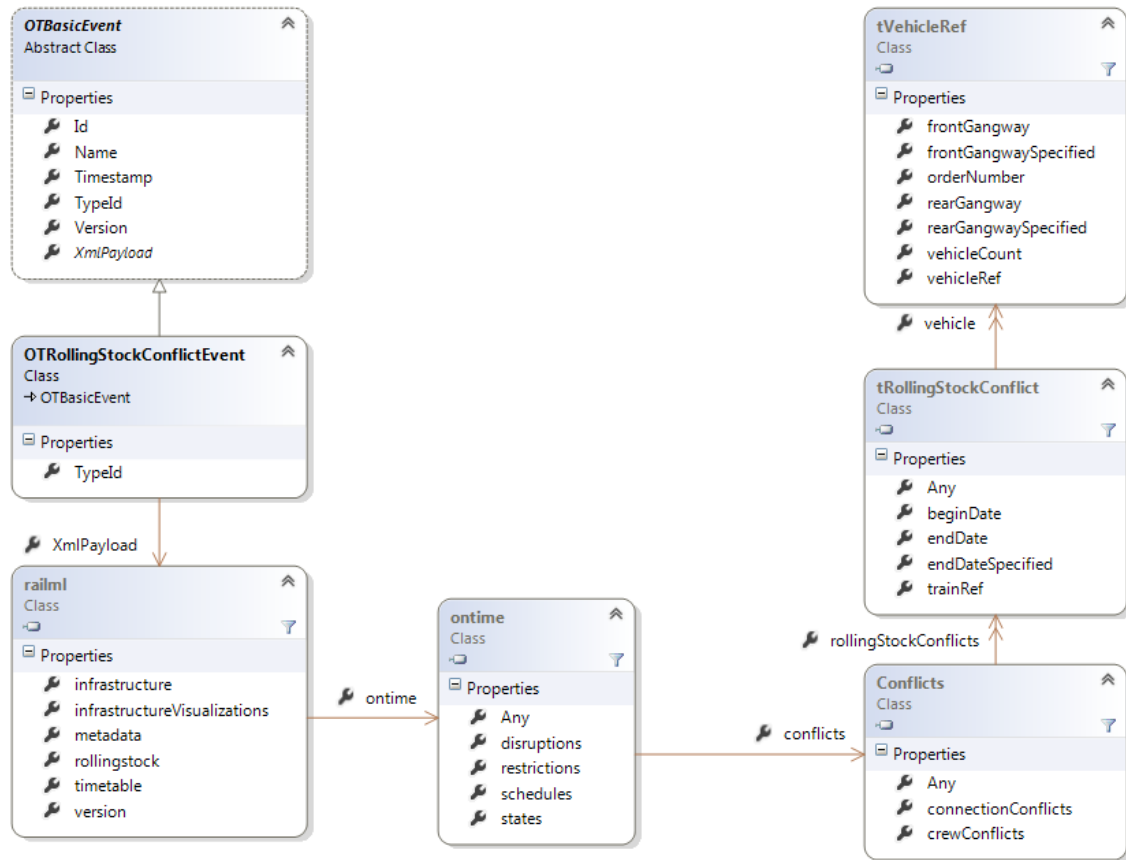 OTBasicEvent
Abstract Class
Properties
Id
Name
Timestamp
TypeId
Version
XmlPayload
OTRollingStockConflictEvent
Class
OTBasicEvent
Properties
TypeId
XmlPayload
railml
Class
Properties
infrastructure
infrastructureVisualizations
metadata
rollingstock
timetable
version
ontime
ontime
Class
Properties
Any
disruptions
restrictions
schedules
states
conflicts
tVehicleRef
Class
Properties
frontGangway
frontGangwaySpecified
orderNumber
rearGangway
rearGangwaySpecified
vehicleCount
vehicleRef
vehicle
tRollingStockConflict
Class
Properties
Any
beginDate
endDate
endDateSpecified
trainRef
rollingStockConflicts
Conflicts
Class
Properties
Any
connectionConflicts
crewConflicts